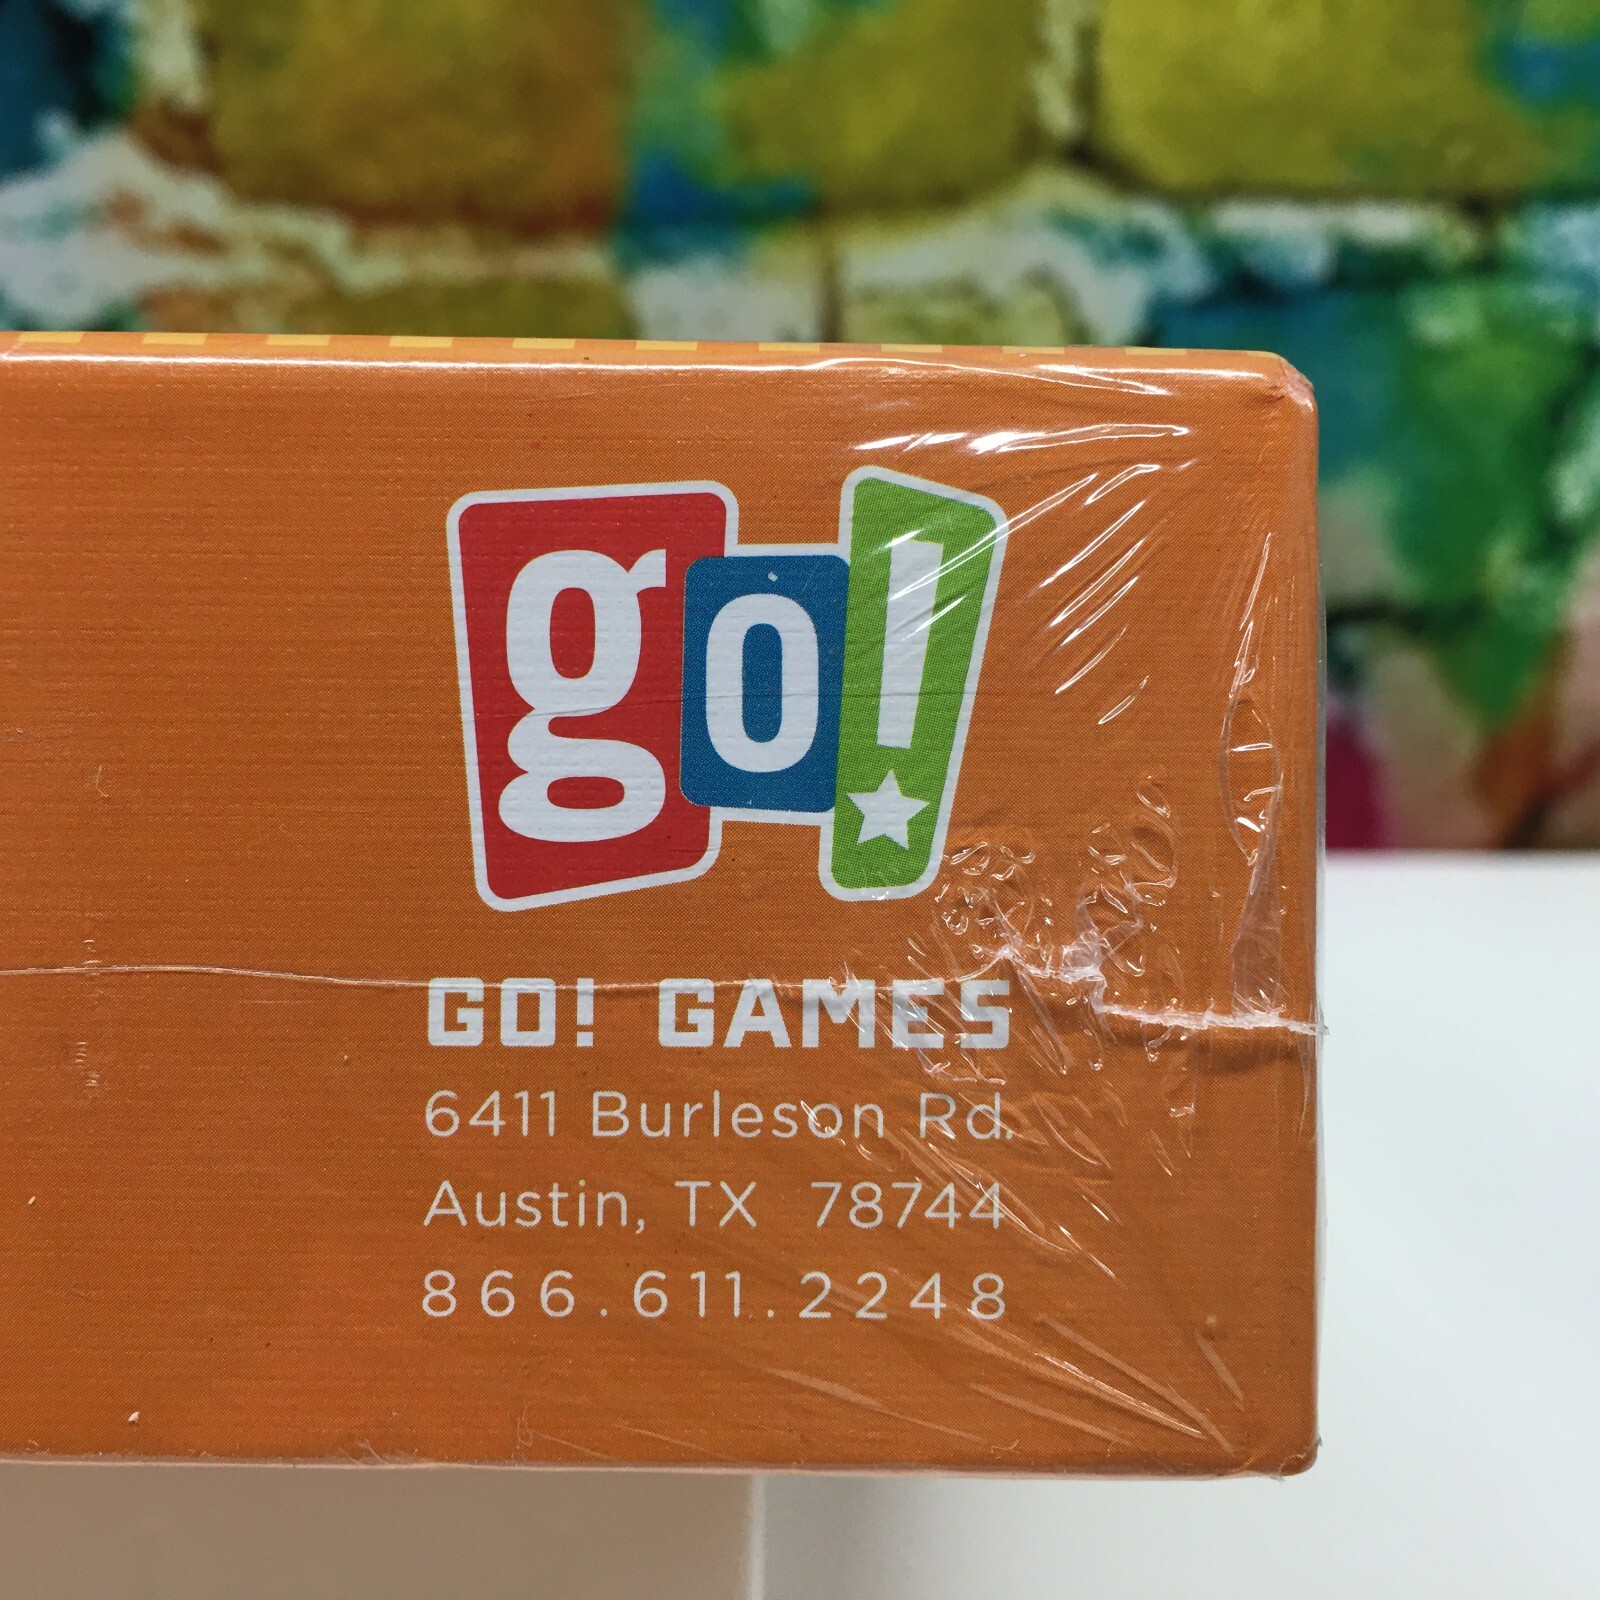 go!
GO! GAMES
6411 Burleson Rd.
Austin, TX 78744
866.611.2248